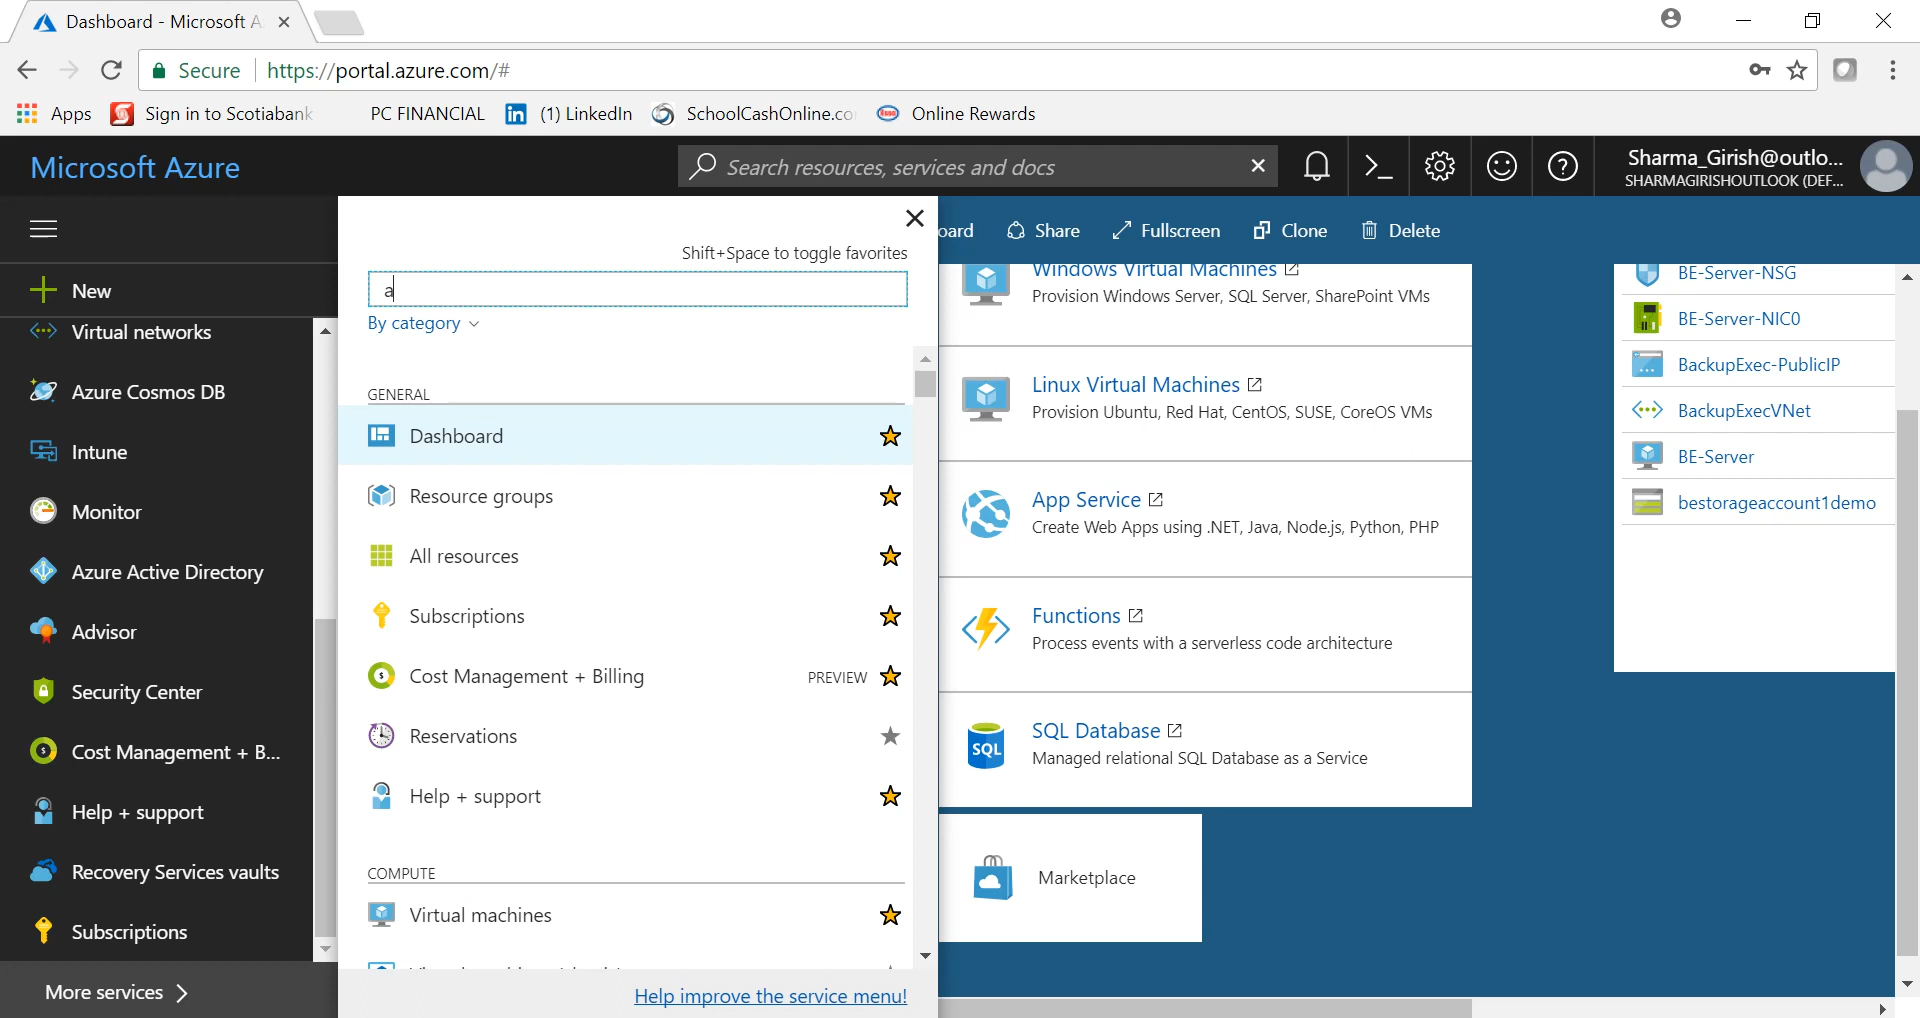 Dashboard - Microsoft A
Secure
https://portal.azure.com/#
Apps
Sign in to Scotiabank
PC FINANCIAL
(1) LinkedIn
SchoolCashOnline.co
Online Rewards
Microsoft Azure
Search resources, services and docs
Sharma_Girish@outlo...
SHARMAGIRISHOUTLOOK (DEF...
New
Virtual networks
Azure Cosmos DB
Intune
Monitor
Azure Active Directory
Advisor
Security Center
Cost Management + B...
Help + support
Recovery Services vaults
Subscriptions
More services
Shift+Space to toggle favorites
a
By category
GENERAL
Dashboard
Resource groups
All resources
Subscriptions
Cost Management + Billing
PREVIEW
Reservations
Help + support
COMPUTE
Virtual machines
Help improve the service menu!
oard
Share
Fullscreen
Clone
Delete
Windows Virtual Machines
Provision Windows Server, SQL Server, SharePoint VMs
Linux Virtual Machines
Provision Ubuntu, Red Hat, CentOS, SUSE, CoreOS VMs
App Service
Create Web Apps using .NET, Java, Node.js, Python, PHP
Functions
Process events with a serverless code architecture
SQL
SQL Database
Managed relational SQL Database as a Service
Marketplace
BE-Server-NSG
BE-Server-NIC0
BackupExec-PublicIP
BackupExecVNet
BE-Server
bestorageaccount1demo